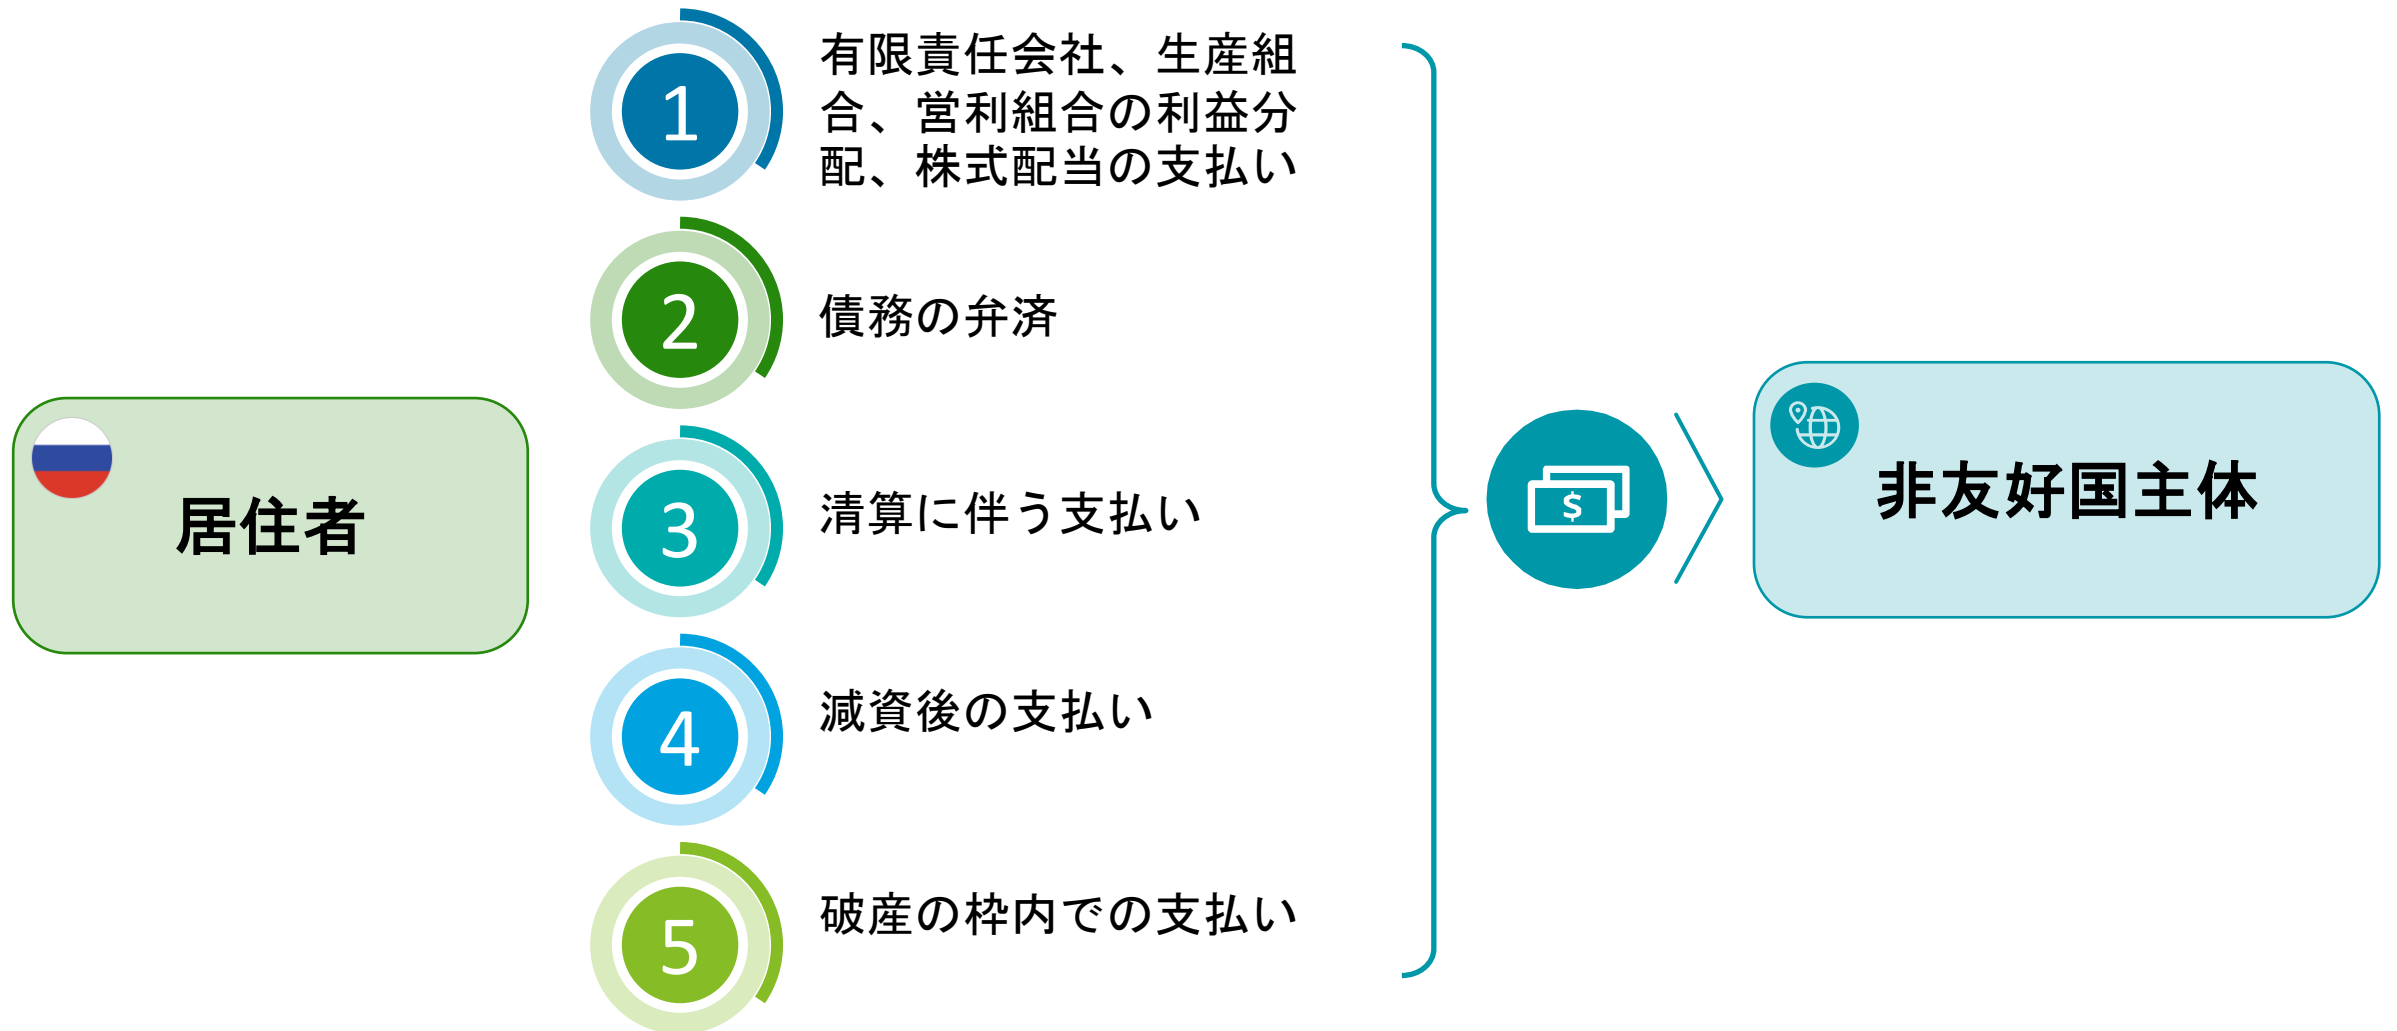 居住者
1
有限責任会社、生産組
合、営利組合の利益分
配、株式配当の支払い
2
債務の弁済
3
清算に伴う支払い
4
減資後の支払い
5
破産の枠内での支払い
$
非友好国主体